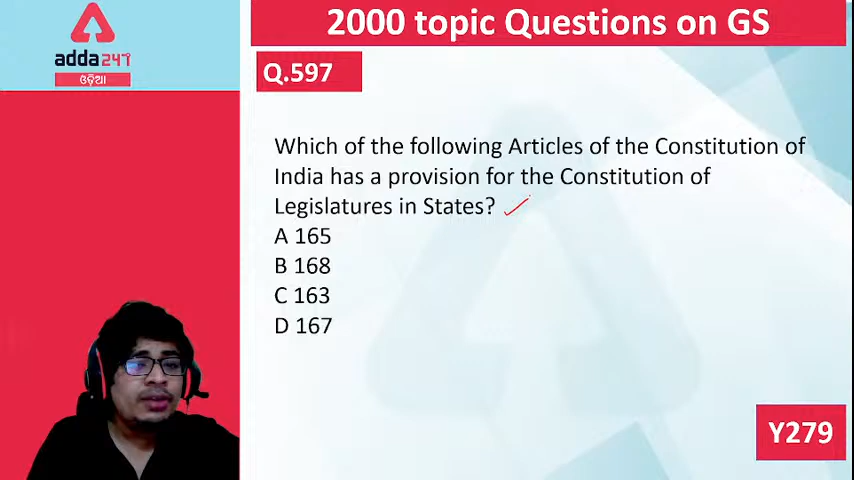 2000 topic Questions on GS
adda247
ଓଡ଼ିଆ
Q.597
Which of the following Articles of the Constitution of
India has a provision for the Constitution of
Legislatures in States?
A 165
B 168
C 163
D 167
Y279